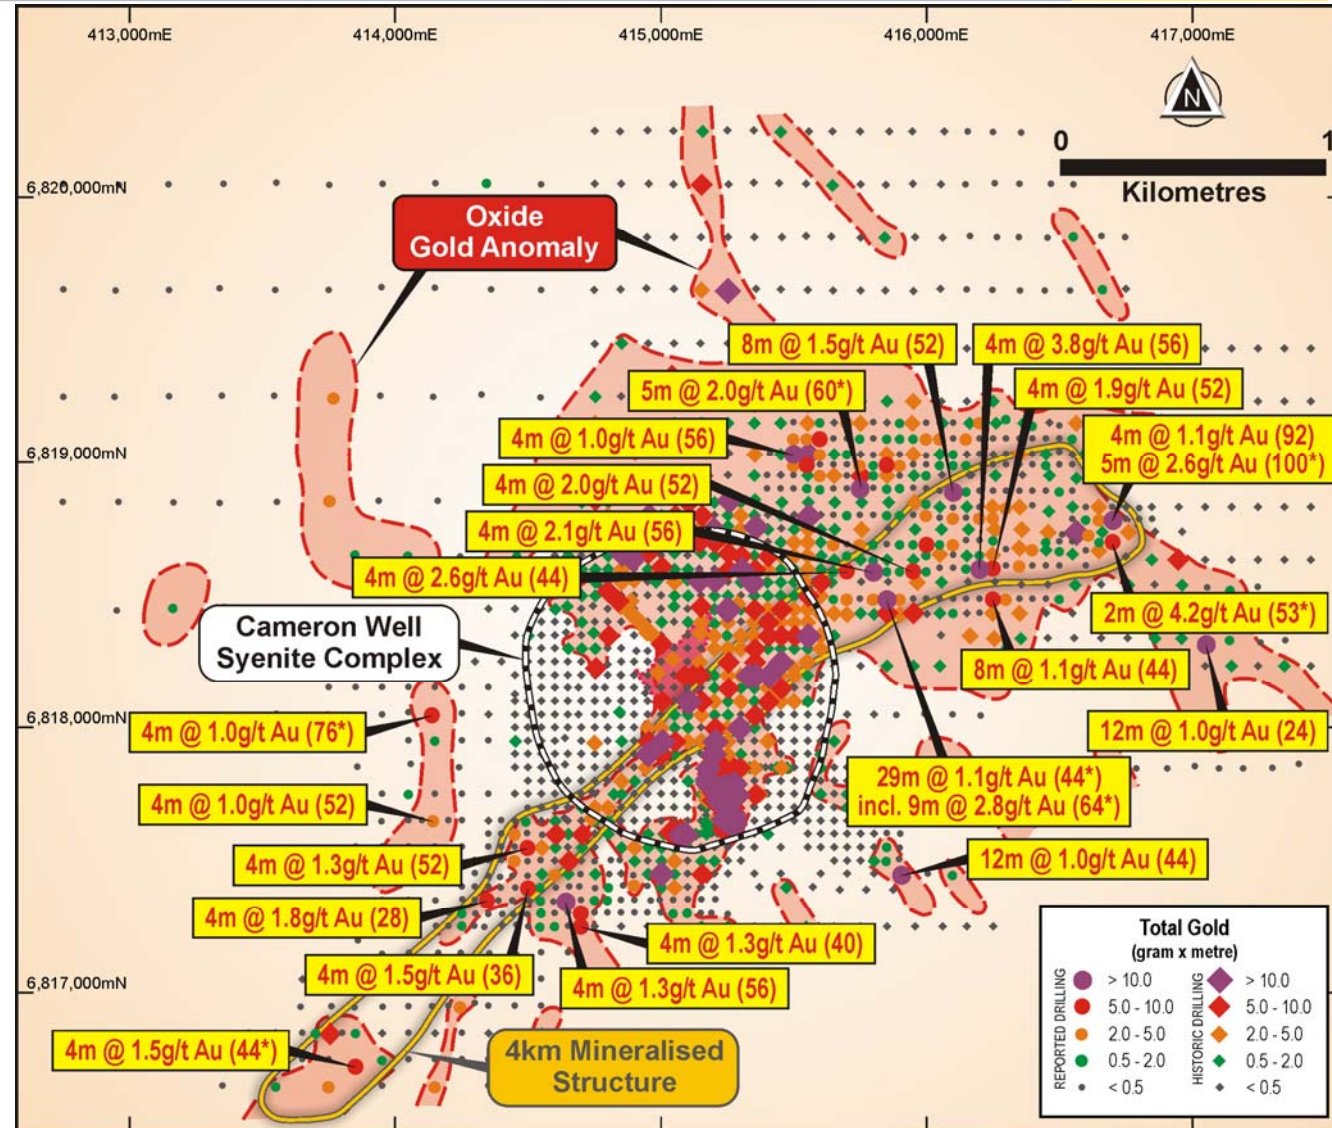 413,000mE
414,000mE
415,000mE
416,000mE
417,000mE
N
0
1
Kilometres
6,820,000mN
Oxide
Gold Anomaly
8m @ 1.5g/t Au (52)
4m @ 3.8g/t Au (56)
5m @ 2.0g/t Au (60*)
4m @ 1.9g/t Au (52)
4m @ 1.0g/t Au (56)
4m @ 1.1g/t Au (92)
5m @ 2.6g/t Au (100*)
6,819,000mN
4m @ 2.0g/t Au (52)
4m @ 2.1g/t Au (56)
4m @ 2.6g/t Au (44)
2m @ 4.2g/t Au (53*)
Cameron Well
Syenite Complex
8m @ 1.1g/t Au (44)
6,818,000mN
4m @ 1.0g/t Au (76*)
12m @ 1.0g/t Au (24)
29m @ 1.1g/t Au (44*)
incl. 9m @ 2.8g/t Au (64*)
4m @ 1.0g/t Au (52)
4m @ 1.3g/t Au (52)
12m @ 1.0g/t Au (44)
4m @ 1.8g/t Au (28)
4m @ 1.3g/t Au (40)
4m @ 1.5g/t Au (36)
4m @ 1.3g/t Au (56)
6,817,000mN
4m @ 1.5g/t Au (44*)
4km Mineralised
Structure
Total Gold
(gram x metre)
REPORTED DRILLING
> 10.0
5.0 - 10.0
2.0 - 5.0
0.5 - 2.0
< 0.5
HISTORIC DRILLING
> 10.0
5.0 - 10.0
2.0 - 5.0
0.5 - 2.0
< 0.5